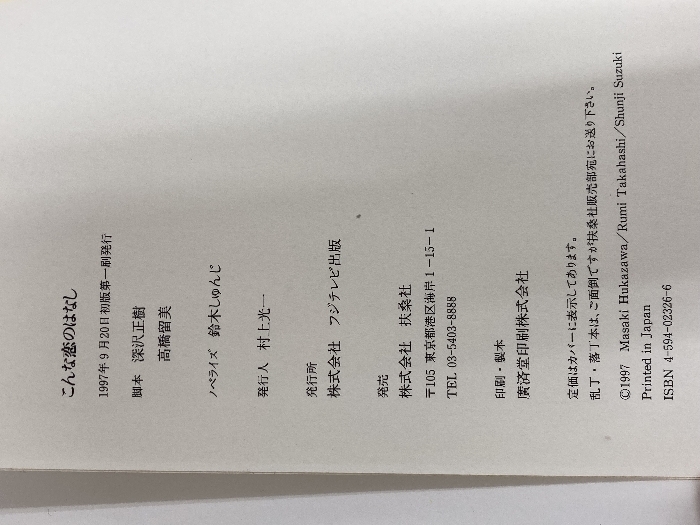 こんな恋のはなし
1997年9月20日初版第一刷発行
脚本 深沢正樹
高橋留美
ノベライズ 鈴木しゅんじ
発行人 村上光一
発行所
株式会社 フジテレビ出版
発売
株式会社 扶桑社
〒105 東京都港区海岸1-15-1
TEL 03-5403-8888
印刷・製本
廣済堂印刷株式会社
定価はカバーに表示してあります。
乱丁・落丁本は、ご面倒ですが扶桑社販売部宛にお送り下さい。
©1997 Masaki Hukazawa/Rumi Takahashi/Shunji Suzuki
Printed in Japan
ISBN 4-594-02326-6